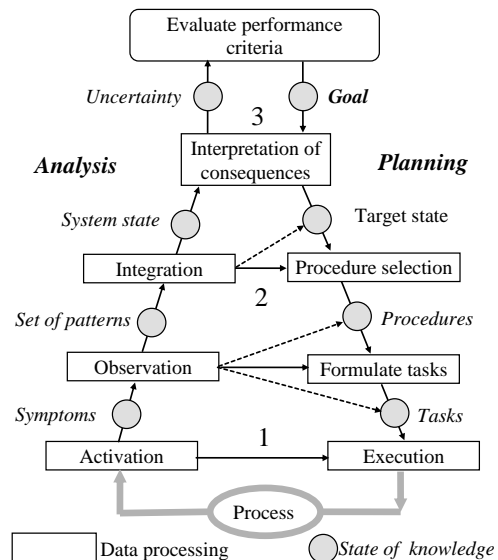 Evaluate performance
criteria
Uncertainty
Goal
3
Analysis
Interpretation of
consequences
Planning
System state
Target state
Integration
Procedure selection
2
Set of patterns
Procedures
Observation
Formulate tasks
Symptoms
Tasks
1
Activation
Execution
Process
Data processing
State of knowledge